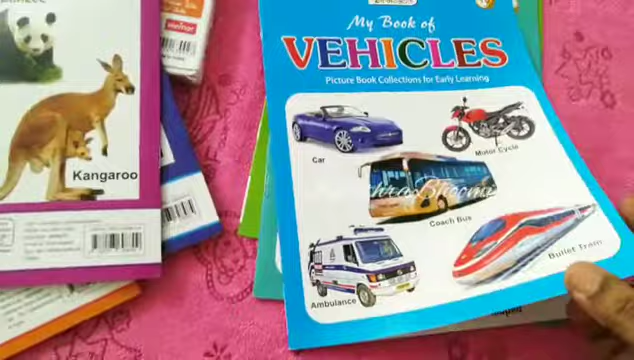 My Book of
VEHICLES
Picture Book Collections for Early Learning
Car
Motor Cycle
Coach Bus
Ambulance
Bullet Train
Kangaroo